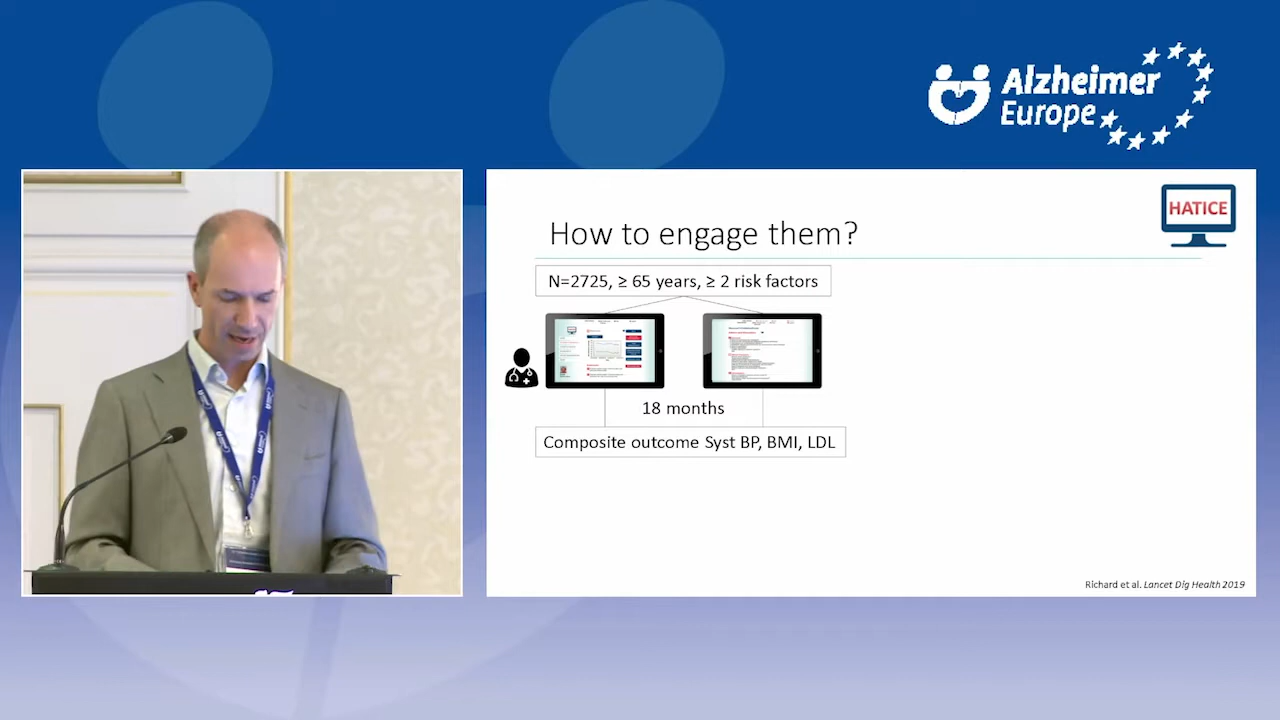 Alzheimer
Europe
HATICE
How to engage them?
N=2725, ≥ 65 years, ≥ 2 risk factors
18 months
Composite outcome Syst BP, BMI, LDL
Richard et al. Lancet Dig Health 2019